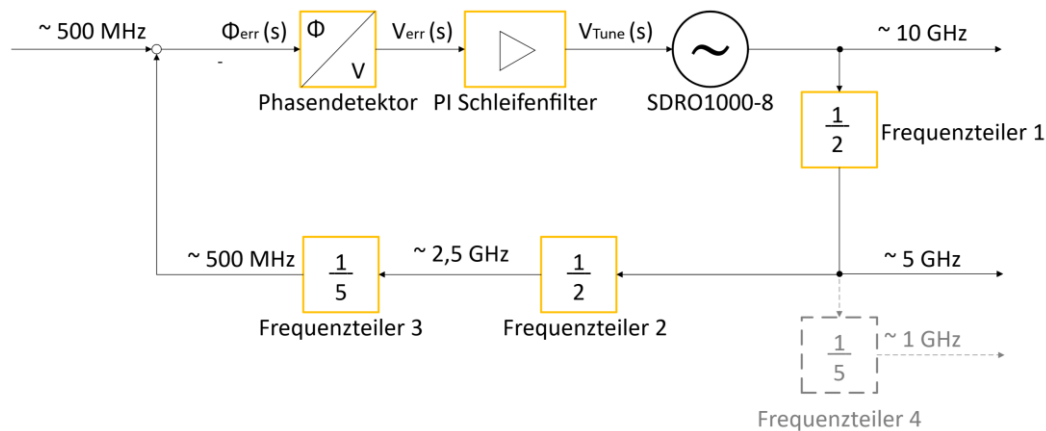 ~ 500 MHz
Φerr (s)
-
Φ
V
Phasendetektor
Verr (s)
PI Schleifenfilter
VTune (s)
~
SDRO1000-8
~ 10 GHz
1
2
Frequenzteiler 1
~ 500 MHz
1
5
Frequenzteiler 3
~ 2,5 GHz
1
2
Frequenzteiler 2
~ 5 GHz
1
5
~ 1 GHz
Frequenzteiler 4